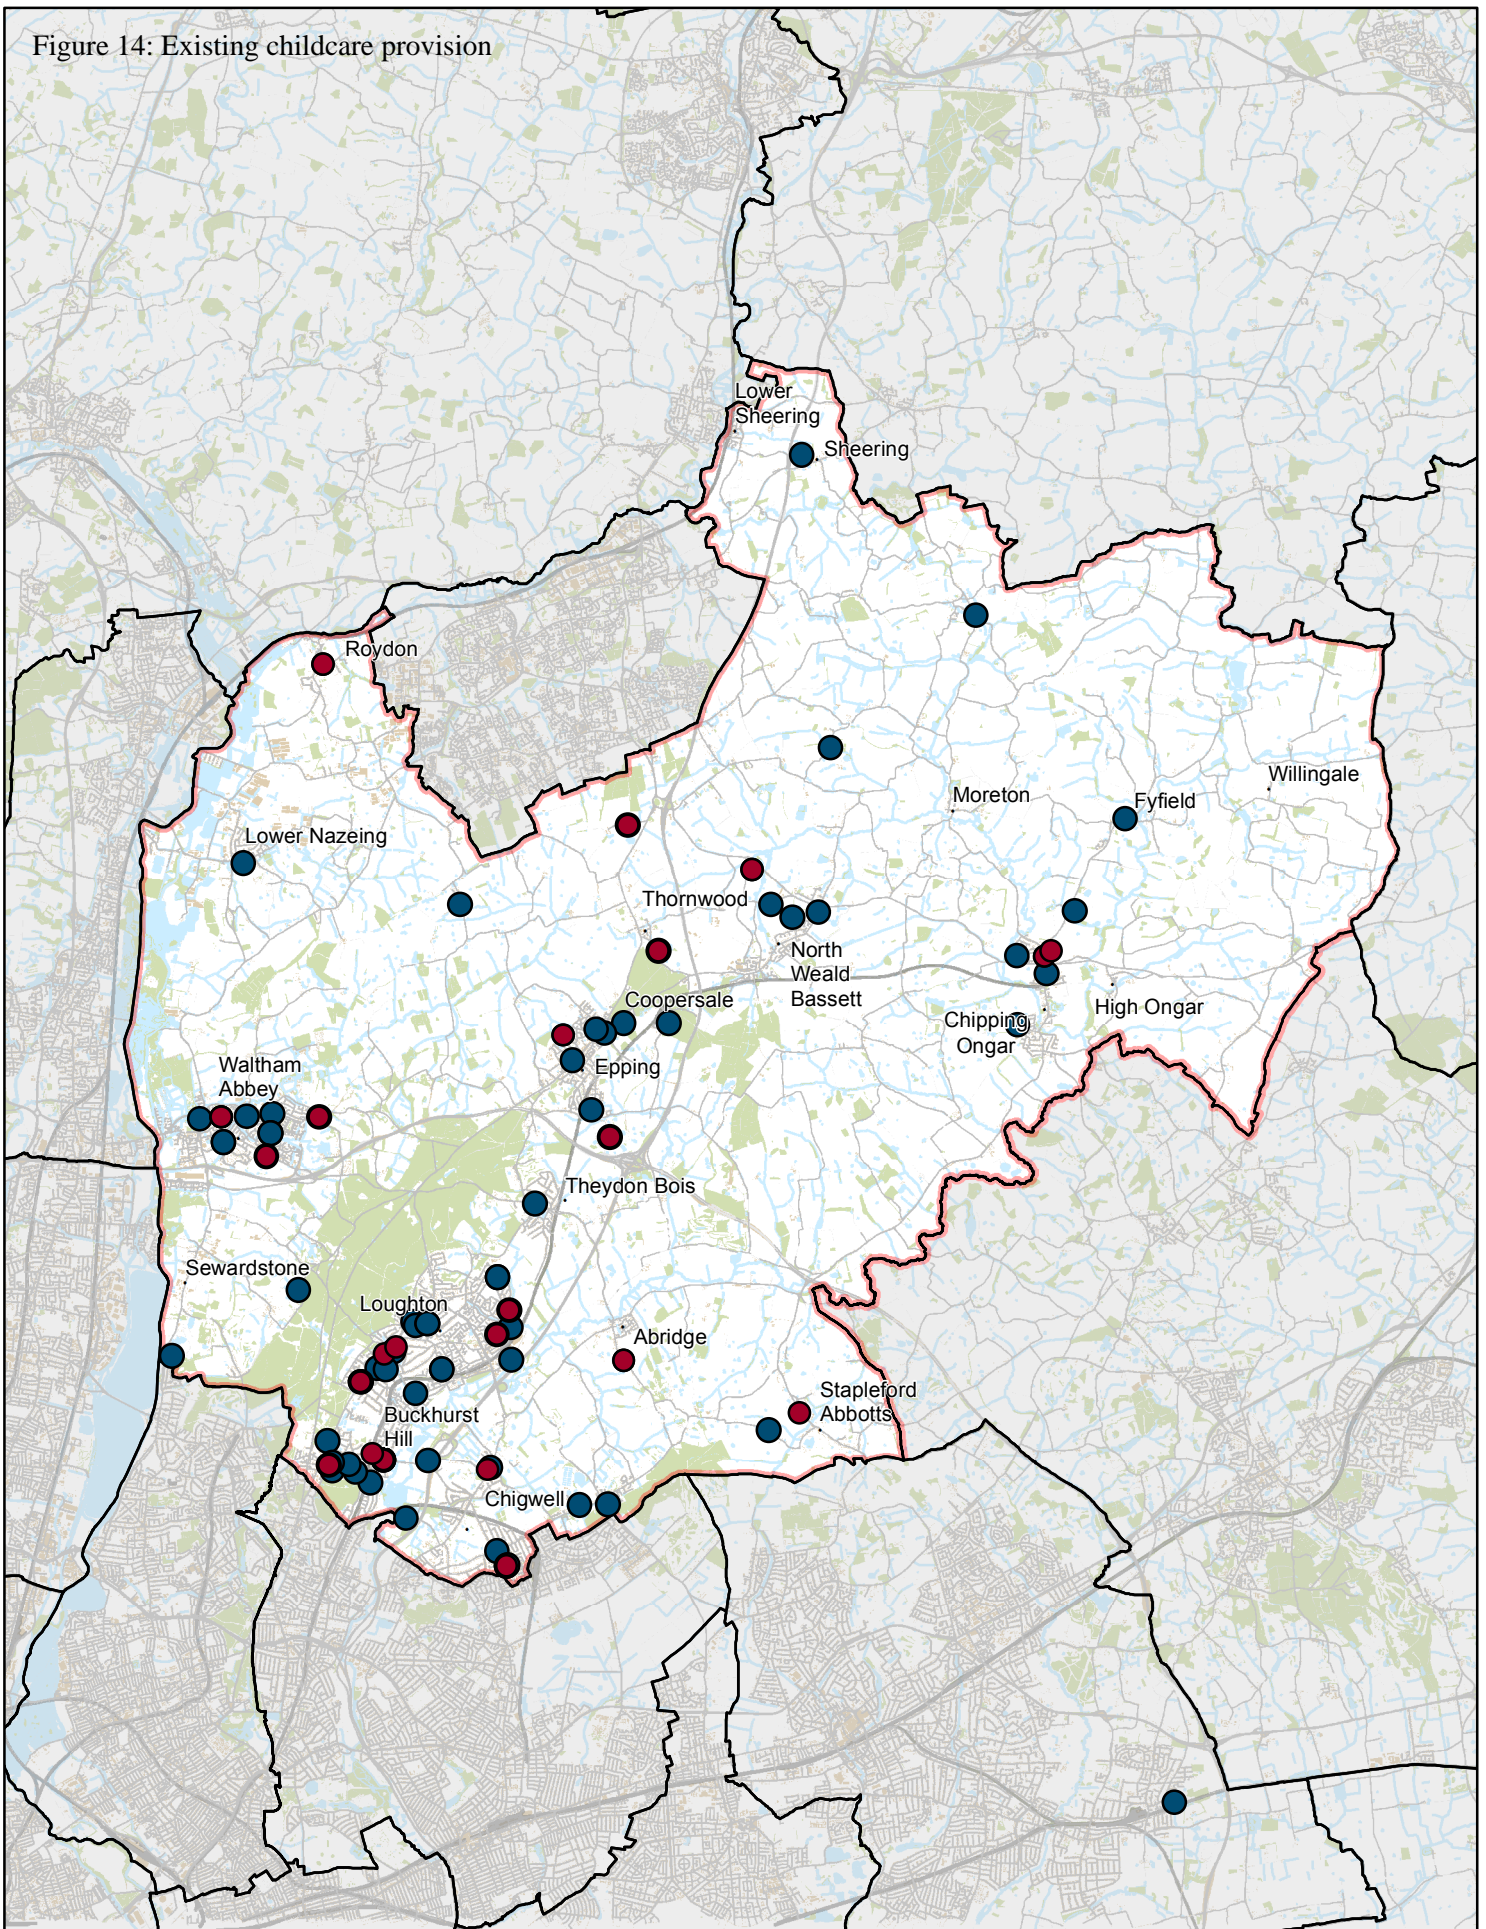 Figure 14: Existing childcare provision
Lower
Sheering
Sheering
Roydon
Willingale
Moreton
Fyfield
Lower Nazeing
Thornwood
North
Weald
Bassett
Coopersale
High Ongar
Chipping
Ongar
Epping
Waltham
Abbey
Theydon Bois
Sewardstone
Loughton
Abridge
Stapleford
Abbotts
Buckhurst
Hill
Chigwell